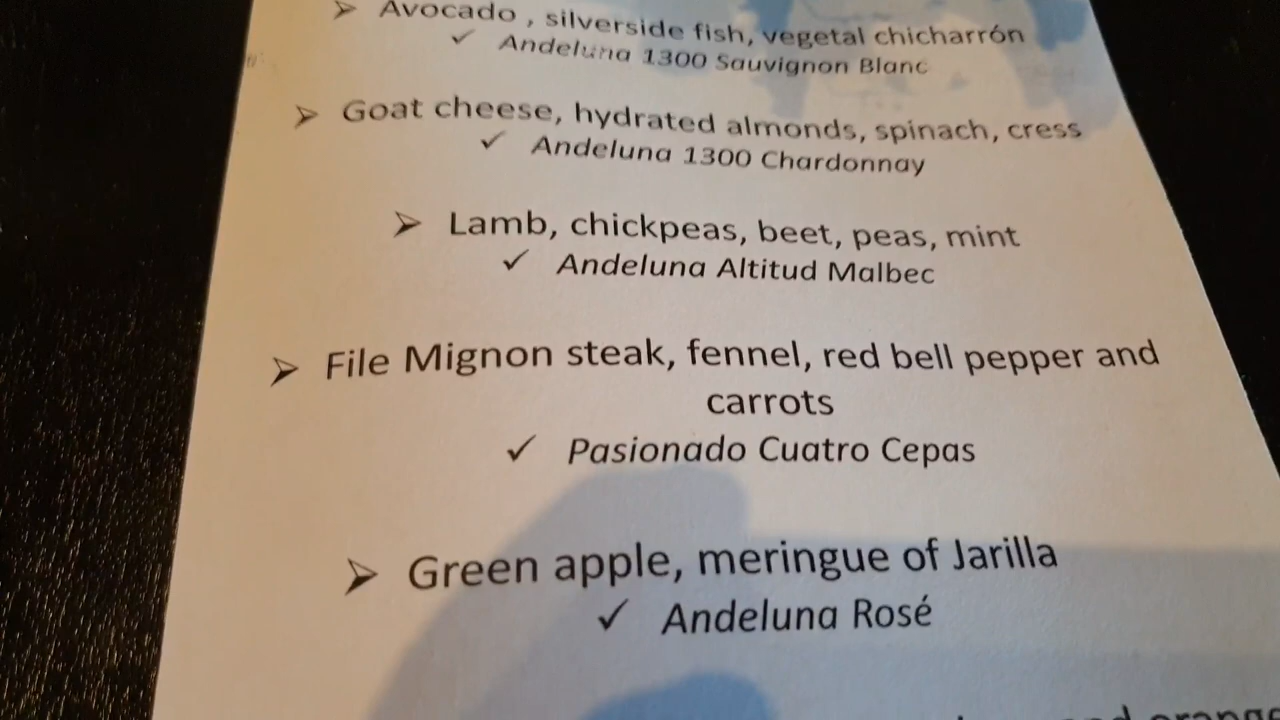 ➢ Avocado , silverside fish, vegetal chicharrón
✓ Andeluna 1300 Sauvignon Blanc
➢ Goat cheese, hydrated almonds, spinach, cress
✓ Andeluna 1300 Chardonnay
➢ Lamb, chickpeas, beet, peas, mint
✓ Andeluna Altitud Malbec
➢ File Mignon steak, fennel, red bell pepper and
carrots
✓ Pasionado Cuatro Cepas
➢ Green apple, meringue of Jarilla
✓ Andeluna Rosé